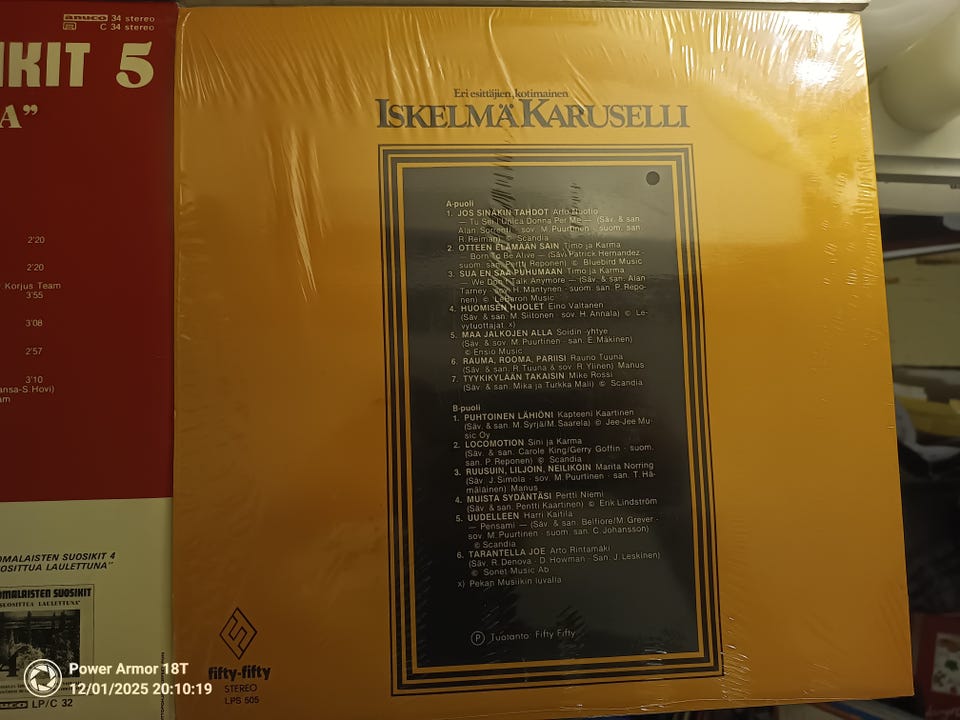 anuco 34 stereo
C 34 stereo
IKIT 5
A”
2'20
2'20
Korjus Team
3'55
3'08
2'57
3'10
ansa-S.Hovi)
am
OMALAISTEN SUOSIKIT 4
OSITTUA LAULETTUNA”
OMALAISTEN SUOSIKIT
LP/C 32
Eri esittäjien kotimainen
ISKELMÄKARUSELLI
A-puoli
1. JOS SINÄKIN TAHDOT Arto Nuotio
— Tu Sei L'Unica Donna Per Me — (Säv. & san.
Alan Sorrenti · sov. M. Puurtinen · suom. san.
R. Reiman) © Scandia
2. OTTEEN ELÄMÄÄN SAIN Timo ja Karma
— Born To Be Alive — (Säv. Patrick Hernandez ·
suom. san. Pertti Reponen) © Bluebird Music
3. SUA EN SAA PUHUMAAN Timo ja Karma
— We Don't Talk Anymore — (Säv. & san. Alan
Tarney · sov. H. Mäntynen · suom. san. P. Repo-
nen) © LeBaron Music
4. HUOMISEN HUOLET Eino Valtanen
(Säv. & san. M. Siitonen · sov. H. Annala) © Le-
vytuottajat x)
5. MAA JALKOJEN ALLA Soidin-yhtye
(Säv. & sov. M. Puurtinen · san. E. Mäkinen)
© Ensio Music
6. RAUMA, ROOMA, PARIISI Rauno Tuuna
(Säv. & san. R. Tuuna & sov. R. Ylinen) Manus
7. TYYKIKYLÄÄN TAKAISIN Mike Rossi
(Säv. & san. Mika ja Turkka Mali) © Scandia
B-puoli
1. PUHTOINEN LÄHIÖNI Kapteeni Kaartinen
(Säv. & san. M. Syrjä/M. Saarela) © Jee-Jee Mu-
sic Oy
2. LOCOMOTION Sini ja Karma
(Säv. & san. Carole King/Gerry Goffin · suom.
san. P. Reponen) © Scandia
3. RUUSUIN, LILJOIN, NEILIKOIN Marita Norring
(Säv. J. Simola · sov. M. Puurtinen · san. T. Hä-
mäläinen) Manus
4. MUISTA SYDÄNTÄSI Pertti Niemi
(Säv. & san. Pentti Kaartinen) © Erik Lindström
5. UUDELLEEN Harri Kaitila
— Pensami — (Säv. & san. Belfiore/M. Grever ·
sov. M. Puurtinen · suom. san. C. Johansson)
© Scandia
6. TARANTELLA JOE Arto Rintamäki
(Säv. R. Denova · D. Howman · San. J. Leskinen)
© Sonet Music Ab
x) Pekan Musiikin luvalla
Ⓟ Tuotanto: Fifty Fifty
fifty-fifty
STEREO
LPS 505
Power Armor 18T
12/01/2025 20:10:19